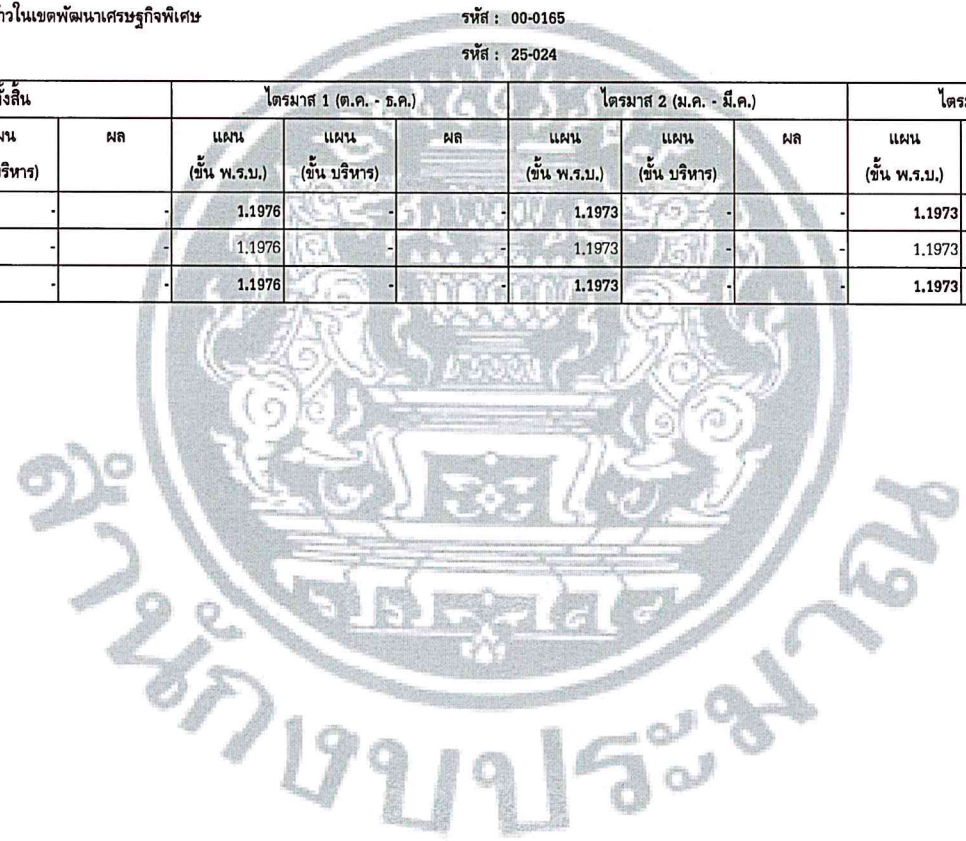 ในเขตพัฒนาเศรษฐกิจพิเศษ รหัส : 00-0165
รหัส : 25-024
ทั้งสิ้น ไตรมาส 1 (ต.ค. - ธ.ค.) ไตรมาส 2 (ม.ค. - มี.ค.)
ผล แผน แผน ผล แผน แผน ผล แผน
บริหาร) (ขั้น พ.ร.บ.) (ขั้น บริหาร) (ขั้น พ.ร.บ.) (ขั้น บริหาร) (ขั้น พ.ร.บ.)
- - 1.1976 - - 1.1973 - - 1.1973
- - 1.1976 - - 1.1973 - - 1.1973
- - 1.1976 - - 1.1973 - - 1.1973
สำนักงบประมาณ